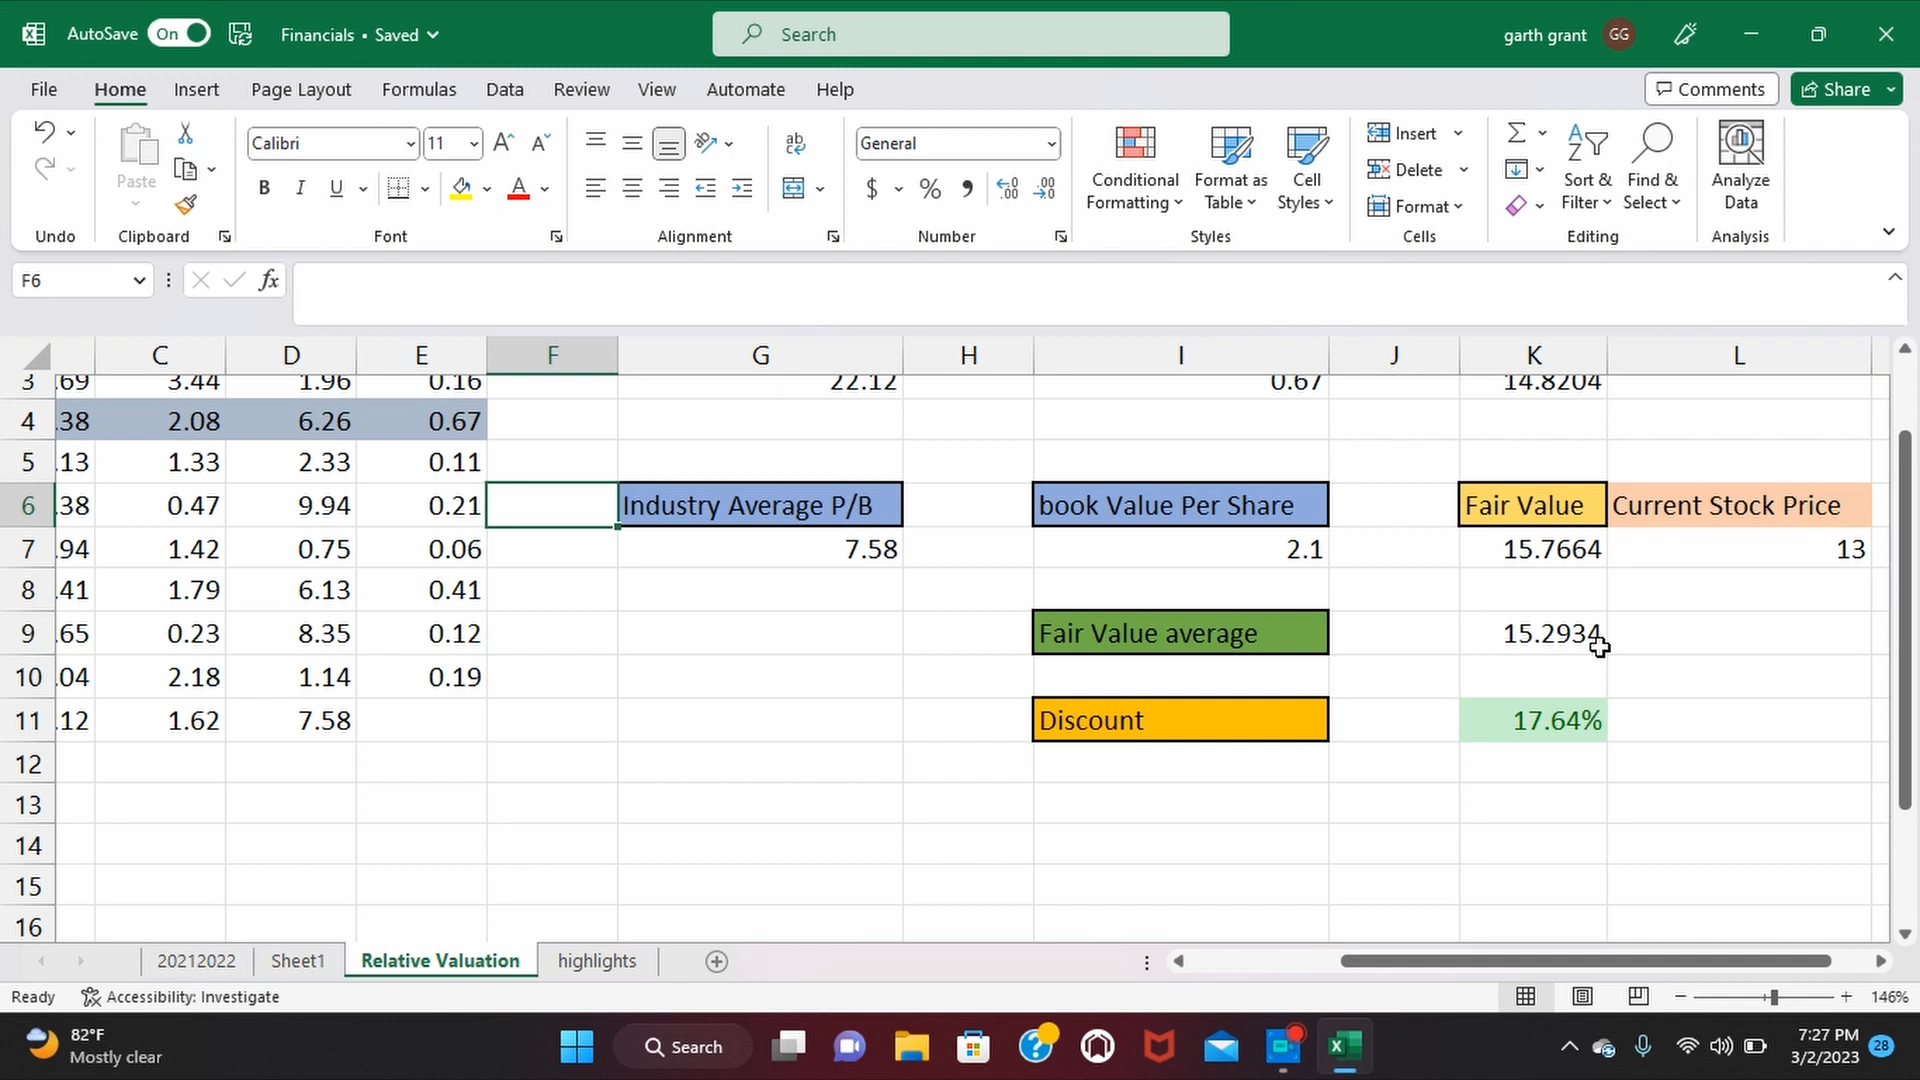 AutoSave On Financials • Saved Search garth grant GG
File Home Insert Page Layout Formulas Data Review View Automate Help Comments Share
Paste Calibri 11 B I U A General $ % Conditional Formatting Format as Table Cell Styles Insert Delete Format Sort & Filter Find & Select Analyze Data
Undo Clipboard Font Alignment Number Styles Cells Editing Analysis
F6 fx
C D E F G H I J K L
3 .69 3.44 1.96 0.16 22.12 0.67 14.8204
4 .38 2.08 6.26 0.67
5 .13 1.33 2.33 0.11
6 .38 0.47 9.94 0.21 Industry Average P/B book Value Per Share Fair Value Current Stock Price
7 .94 1.42 0.75 0.06 7.58 2.1 15.7664 13
8 .41 1.79 6.13 0.41
9 .65 0.23 8.35 0.12 Fair Value average 15.2934
10 .04 2.18 1.14 0.19
11 .12 1.62 7.58 Discount 17.64%
12
13
14
15
16
20212022 Sheet1 Relative Valuation highlights
Ready Accessibility: Investigate 146%
82°F
Mostly clear
Search
7:27 PM
3/2/2023 28